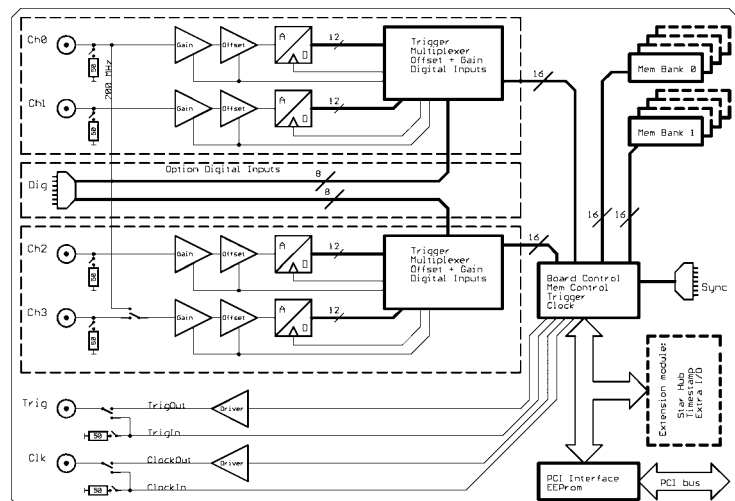 Ch0
50
200 MHz
Gain
Offset
A
D
12
Trigger
Multiplexer
Offset + Gain
Digital Inputs
16
Mem Bank 0
Ch1
50
Gain
Offset
A
D
12
Mem Bank 1
Option Digital Inputs
Dig
8
8
16
16
Ch2
50
Gain
Offset
A
D
12
Trigger
Multiplexer
Offset + Gain
Digital Inputs
16
Board Control
Mem Control
Trigger
Clock
Sync
Ch3
50
Gain
Offset
A
D
12
Extension module:
Star Hub
Timestamp
Extra I/O
Trig
TrigOut
Driver
50
TrigIn
Clk
ClockOut
Driver
50
ClockIn
PCI Interface
EEProm
PCI bus